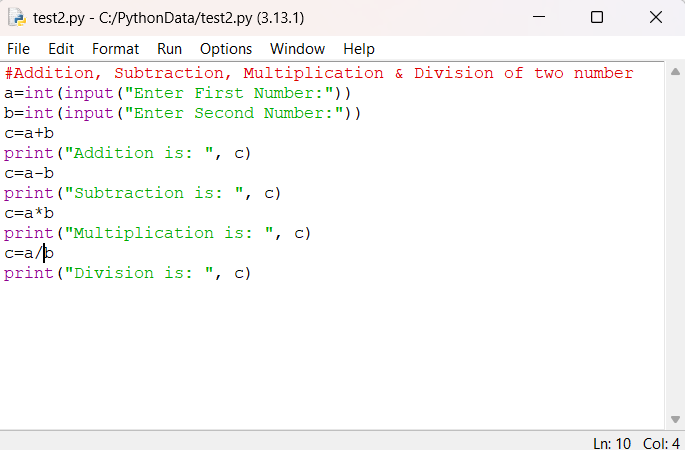 test2.py - C:/PythonData/test2.py (3.13.1)
File Edit Format Run Options Window Help
#Addition, Subtraction, Multiplication & Division of two number
a=int(input("Enter First Number:"))
b=int(input("Enter Second Number:"))
c=a+b
print("Addition is: ", c)
c=a-b
print("Subtraction is: ", c)
c=a*b
print("Multiplication is: ", c)
c=a/b
print("Division is: ", c)
Ln: 10 Col: 4